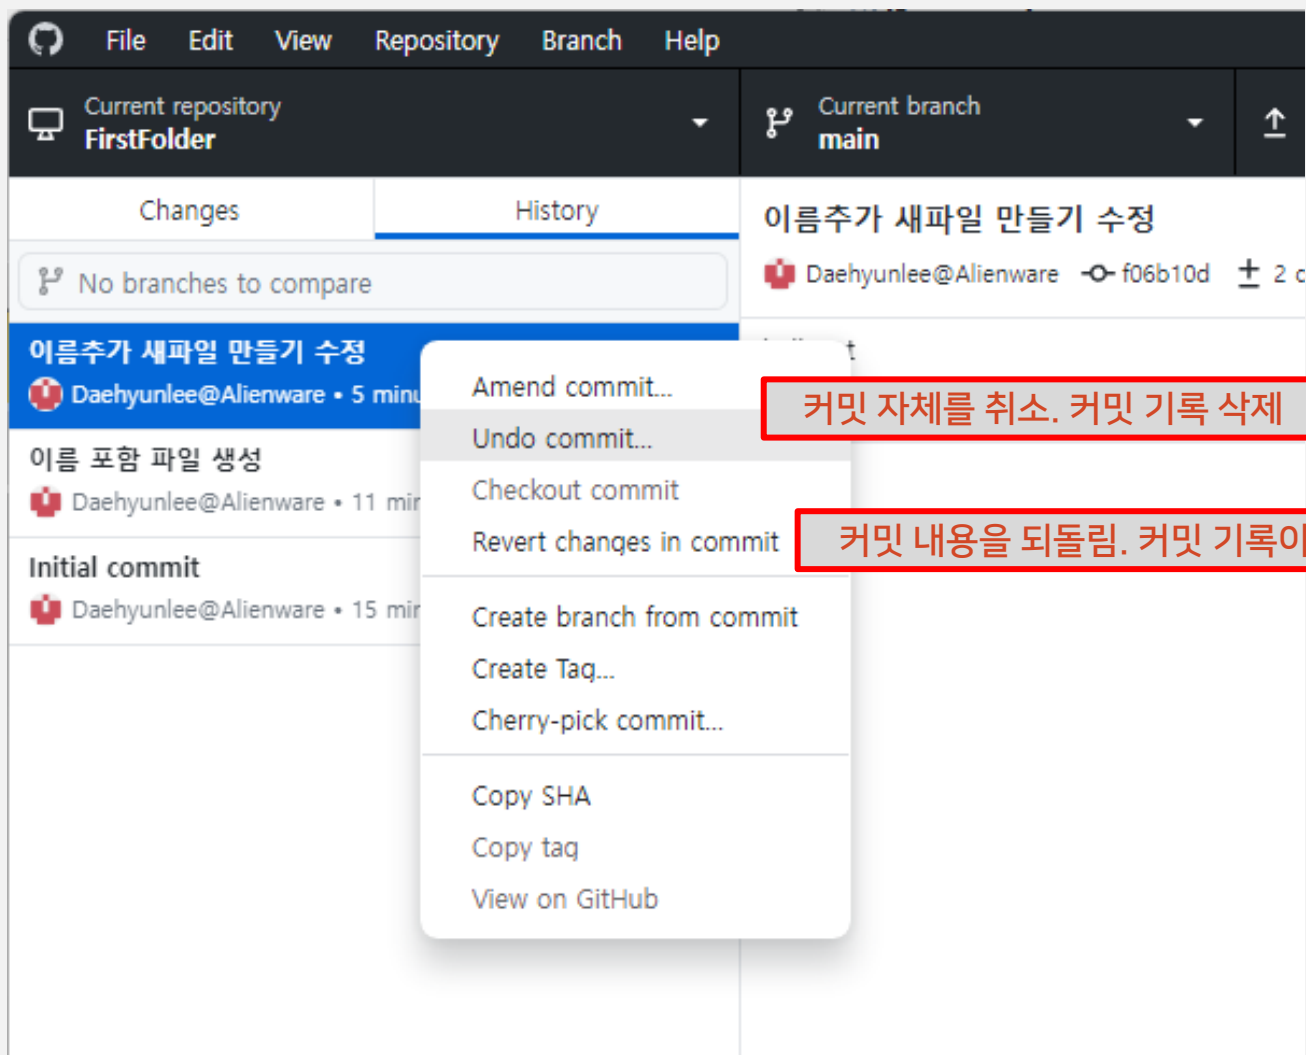 File Edit View Repository Branch Help
Current repository
FirstFolder
Current branch
main
Changes History
No branches to compare
이름추가 새파일 만들기 수정
Daehyunlee@Alienware • 5 minu
이름 포함 파일 생성
Daehyunlee@Alienware • 11 min
Initial commit
Daehyunlee@Alienware • 15 min
이름추가 새파일 만들기 수정
Daehyunlee@Alienware f06b10d 2 c
Amend commit...
Undo commit...
Checkout commit
Revert changes in commit
Create branch from commit
Create Tag...
Cherry-pick commit...
Copy SHA
Copy tag
View on GitHub
커밋 자체를 취소. 커밋 기록 삭제
커밋 내용을 되돌림. 커밋 기록이